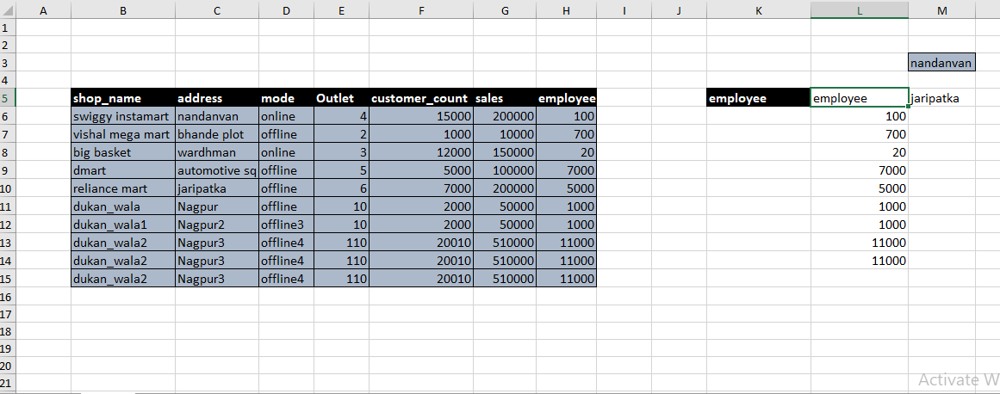 A B C D E F G H I J K L M
1
2
3 nandanvan
4
5 shop_name address mode Outlet customer_count sales employee employee employee jaripatka
6 swiggy instamart nandanvan online 4 15000 200000 100 100
7 vishal mega mart bhande plot offline 2 1000 10000 700 700
8 big basket wardhman online 3 12000 150000 20 20
9 dmart automotive sq offline 5 5000 100000 7000 7000
10 reliance mart jaripatka offline 6 7000 200000 5000 5000
11 dukan_wala Nagpur offline 10 2000 50000 1000 1000
12 dukan_wala1 Nagpur2 offline3 10 2000 50000 1000 1000
13 dukan_wala2 Nagpur3 offline4 110 20010 510000 11000 11000
14 dukan_wala2 Nagpur3 offline4 110 20010 510000 11000 11000
15 dukan_wala2 Nagpur3 offline4 110 20010 510000 11000
16
17
18
19
20
21 Activate W